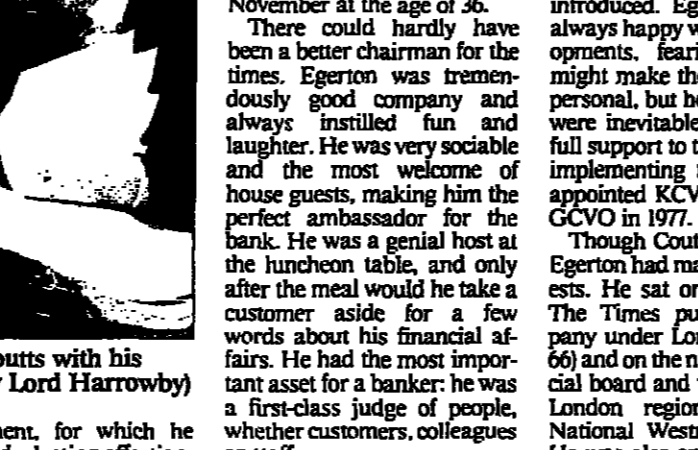 outts with his
Lord Harrowby)
ment, for which he
November at the age of 36.
There could hardly have
been a better chairman for the
times. Egerton was tremen-
dously good company and
always instilled fun and
laughter. He was very sociable
and the most welcome of
house guests, making him the
perfect ambassador for the
bank. He was a genial host at
the luncheon table, and only
after the meal would he take a
customer aside for a few
words about his financial af-
fairs. He had the most impor-
tant asset for a banker: he was
a first-class judge of people,
whether customers, colleagues
introduced. Eg
always happy w
opments, feari
might make th
personal, but he
were inevitable
full support to t
implementing
appointed KCV
GCVO in 1977.
Though Cout
Egerton had ma
ests. He sat on
The Times pu
pany under Lo
66) and on the n
cial board and
London region
National Westm